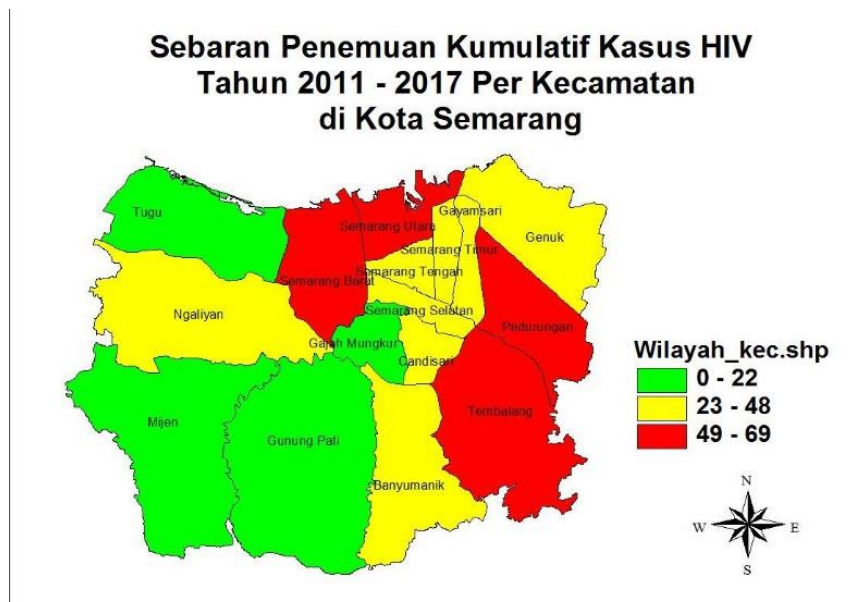 Sebaran Penemuan Kumulatif Kasus HIV
Tahun 2011 - 2017 Per Kecamatan
di Kota Semarang
Tugu
Gayamsari
Semarang Utara
Genuk
Semarang Timur
Semarang Tengah
Semarang Barat
Ngaliyan
Semarang Selatan
Pedurungan
Gajah Mungkur
Candisari
Tembalang
Mijen
Gunung Pati
Banyumanik
Wilayah_kec.shp
0 - 22
23 - 48
49 - 69
N
W
E
S